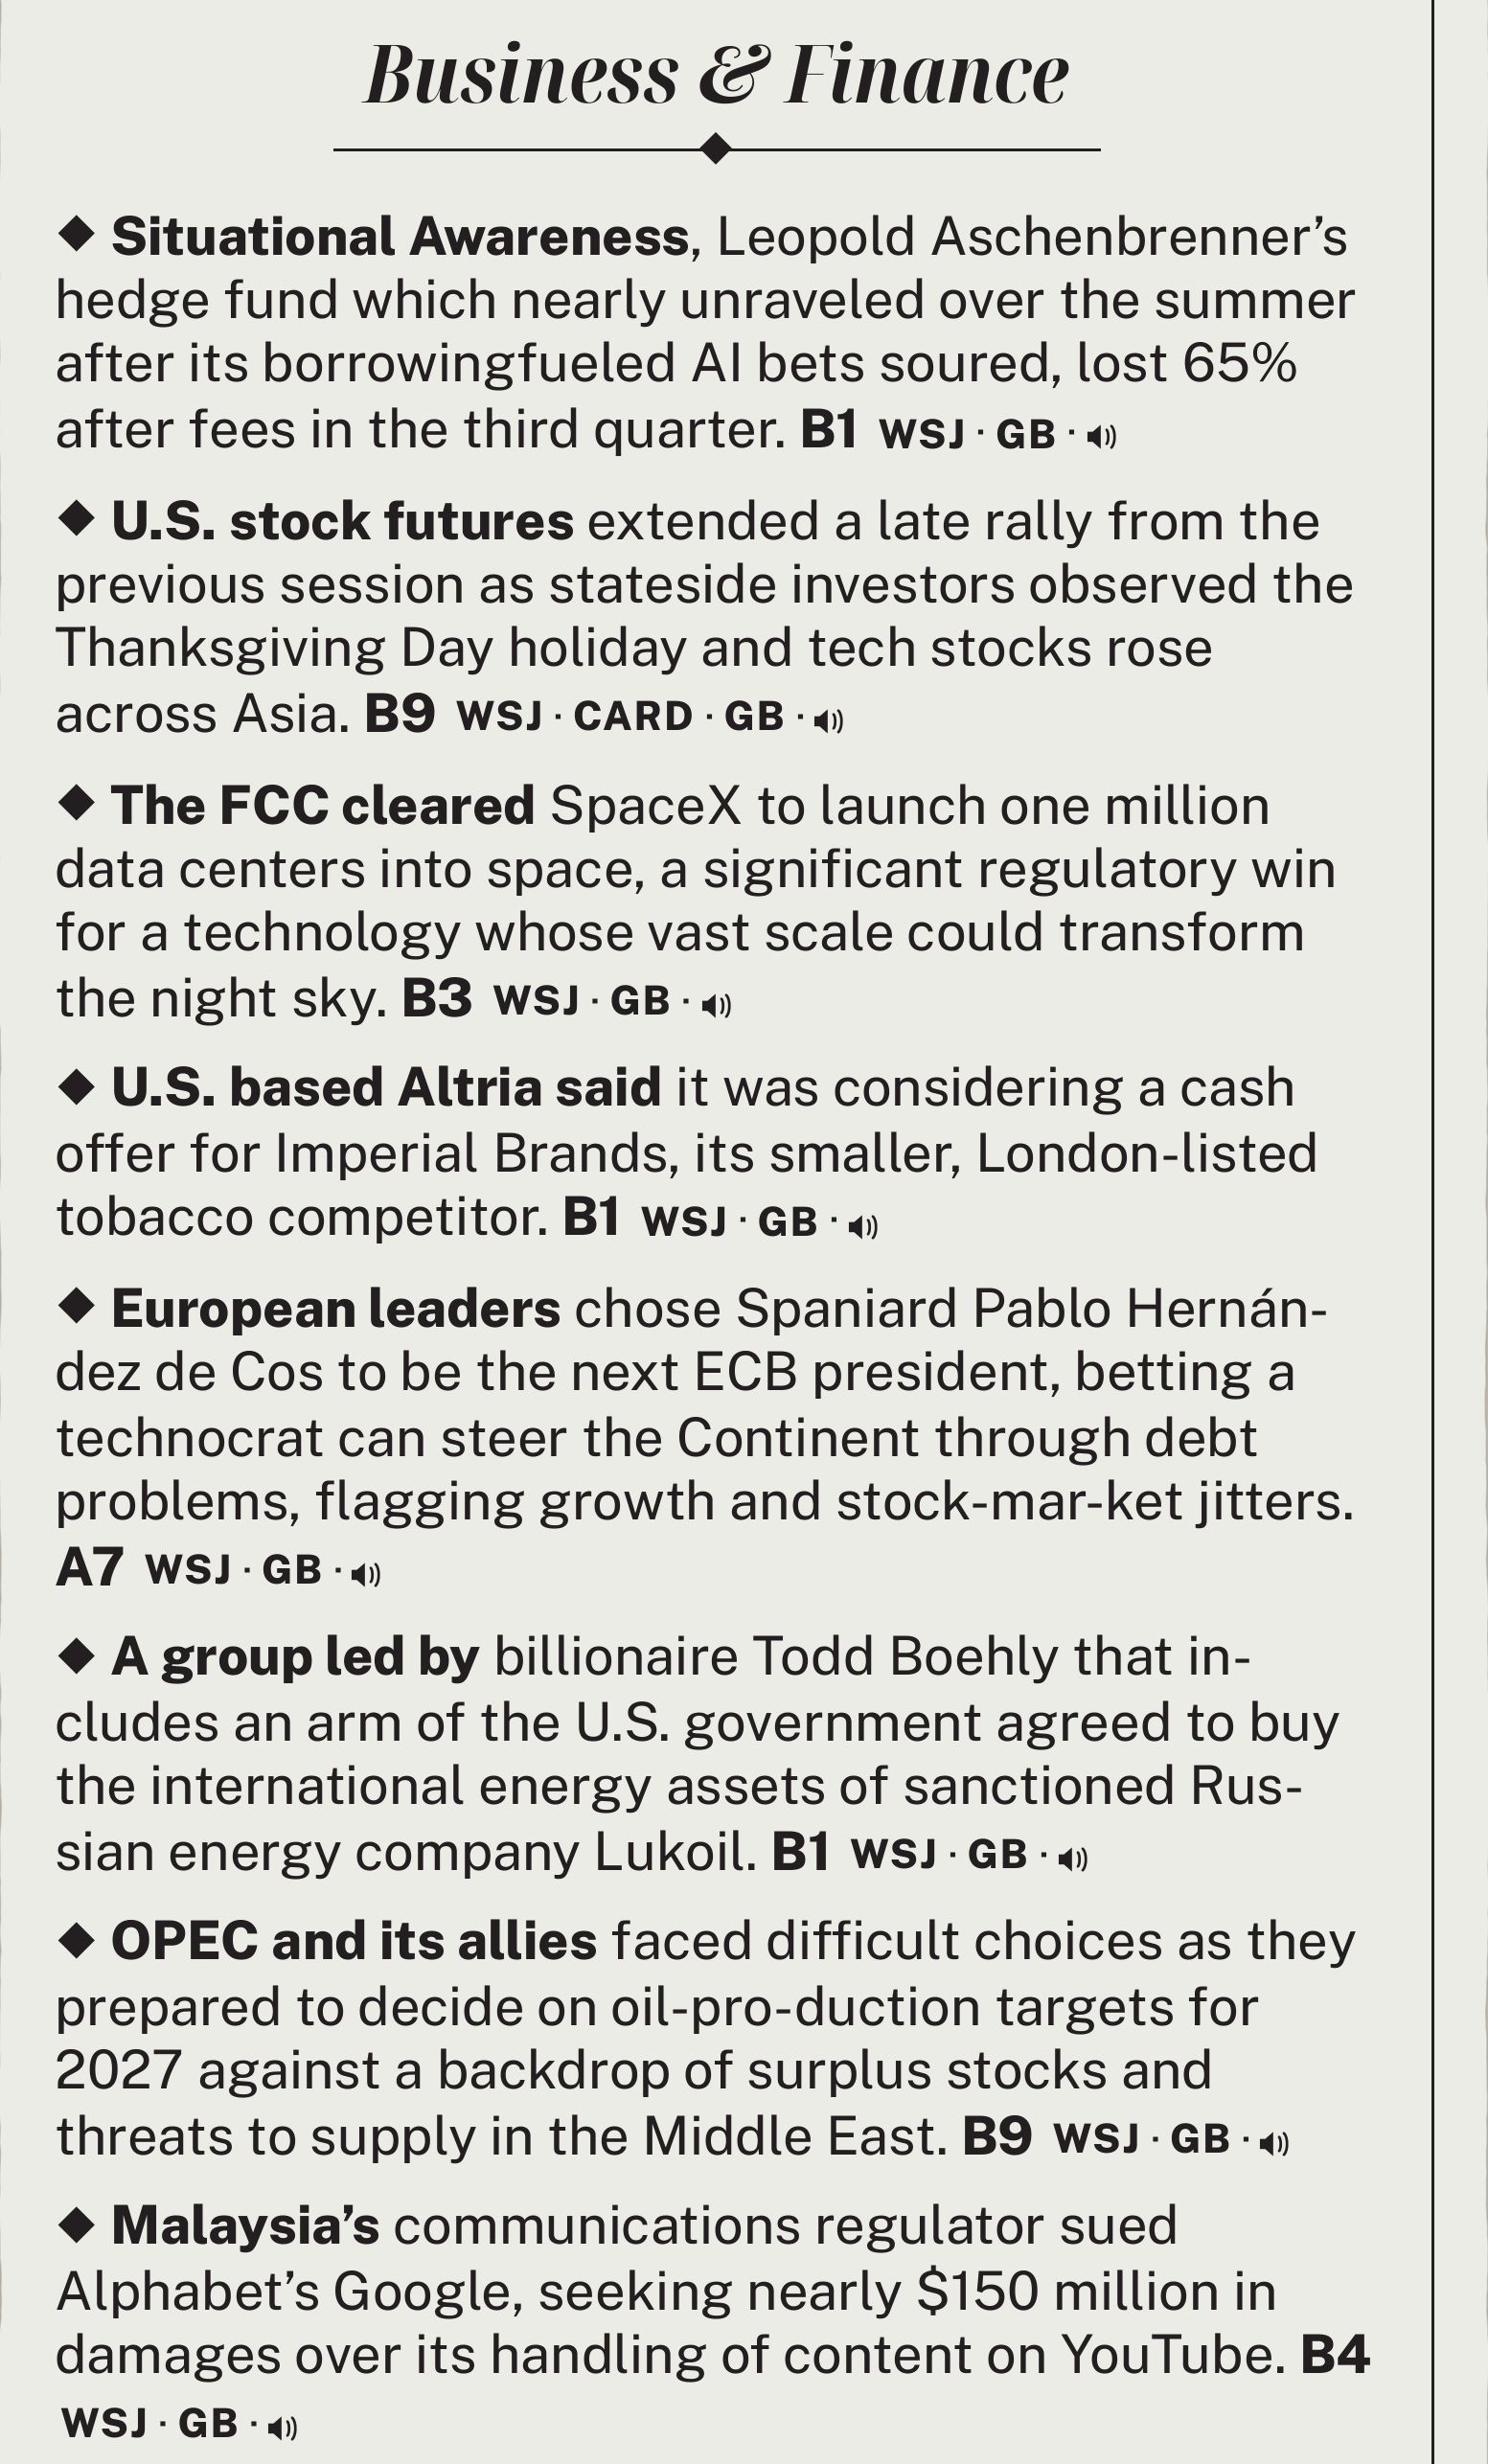 Business & Finance
◆ Situational Awareness, Leopold Aschenbrenner’s
hedge fund which nearly unraveled over the summer
after its borrowingfueled AI bets soured, lost 65%
after fees in the third quarter. B1 WSJ · GB ·
◆ U.S. stock futures extended a late rally from the
previous session as stateside investors observed the
Thanksgiving Day holiday and tech stocks rose
across Asia. B9 WSJ · CARD · GB ·
◆ The FCC cleared SpaceX to launch one million
data centers into space, a significant regulatory win
for a technology whose vast scale could transform
the night sky. B3 WSJ · GB ·
◆ U.S. based Altria said it was considering a cash
offer for Imperial Brands, its smaller, London-listed
tobacco competitor. B1 WSJ · GB ·
◆ European leaders chose Spaniard Pablo Hernán-
dez de Cos to be the next ECB president, betting a
technocrat can steer the Continent through debt
problems, flagging growth and stock-mar-ket jitters.
A7 WSJ · GB ·
◆ A group led by billionaire Todd Boehly that in-
cludes an arm of the U.S. government agreed to buy
the international energy assets of sanctioned Rus-
sian energy company Lukoil. B1 WSJ · GB ·
◆ OPEC and its allies faced difficult choices as they
prepared to decide on oil-pro-duction targets for
2027 against a backdrop of surplus stocks and
threats to supply in the Middle East. B9 WSJ · GB ·
◆ Malaysia’s communications regulator sued
Alphabet’s Google, seeking nearly $150 million in
damages over its handling of content on YouTube. B4
WSJ · GB ·